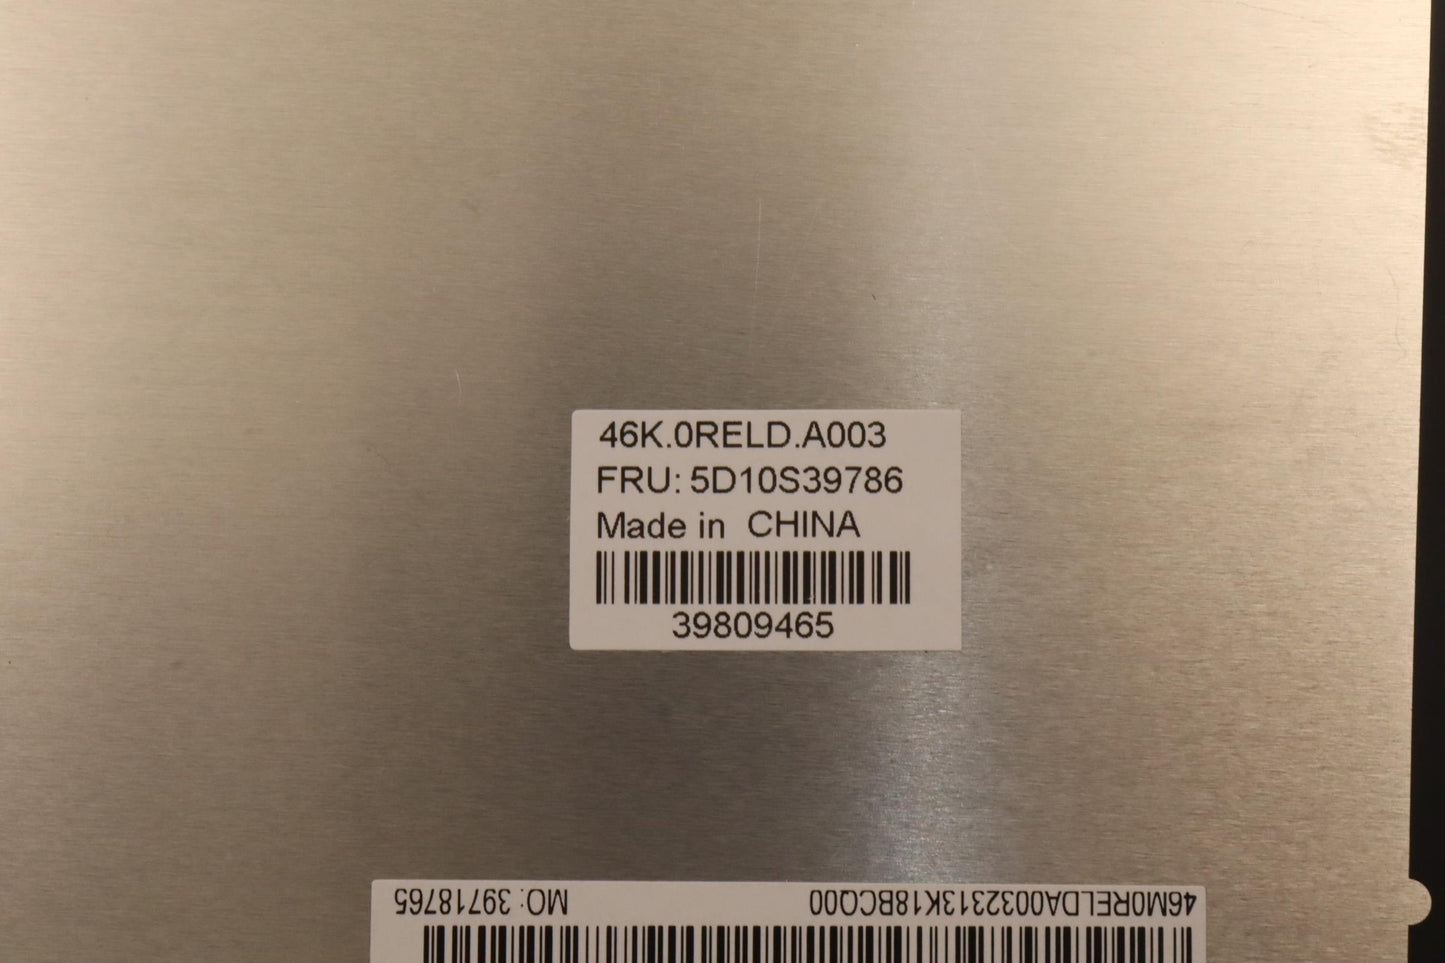 46K.0RELD.A003
FRU: 5D10S39786
Made in CHINA
39809465
46M0RELDA0032313K18BCQ00 MO: 39718765